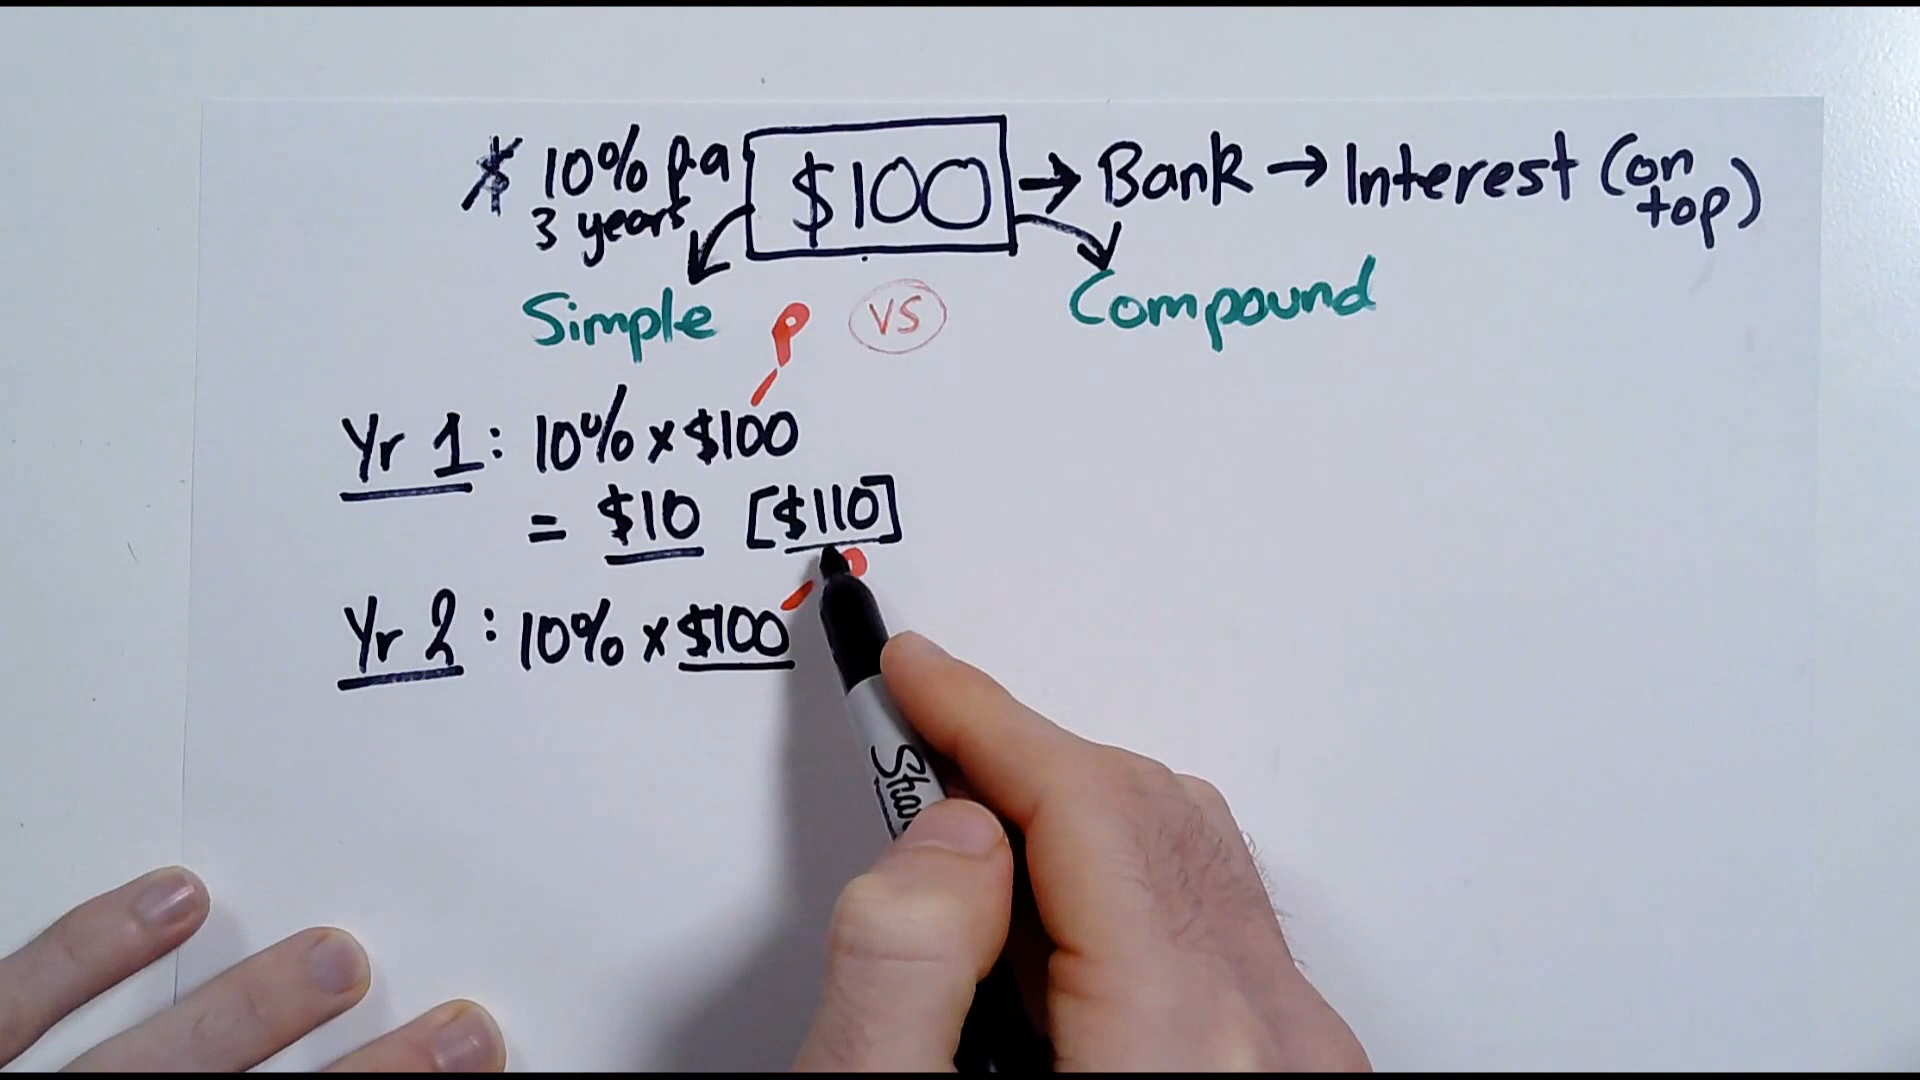 $ 10% p.a $100 → Bank → Interest (on top)
3 years
Simple VS Compound
P
Yr 1: 10% x $100
= $10 [$110]
P
Yr 2: 10% x $100